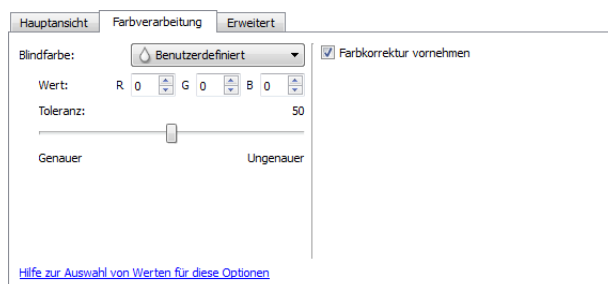 Hauptansicht Farbverarbeitung Erweitert
Blindfarbe: Benutzerdefiniert
Farbkorrektur vornehmen
Wert: R 0 G 0 B 0
Toleranz: 50
Genauer Ungenauer
Hilfe zur Auswahl von Werten für diese Optionen